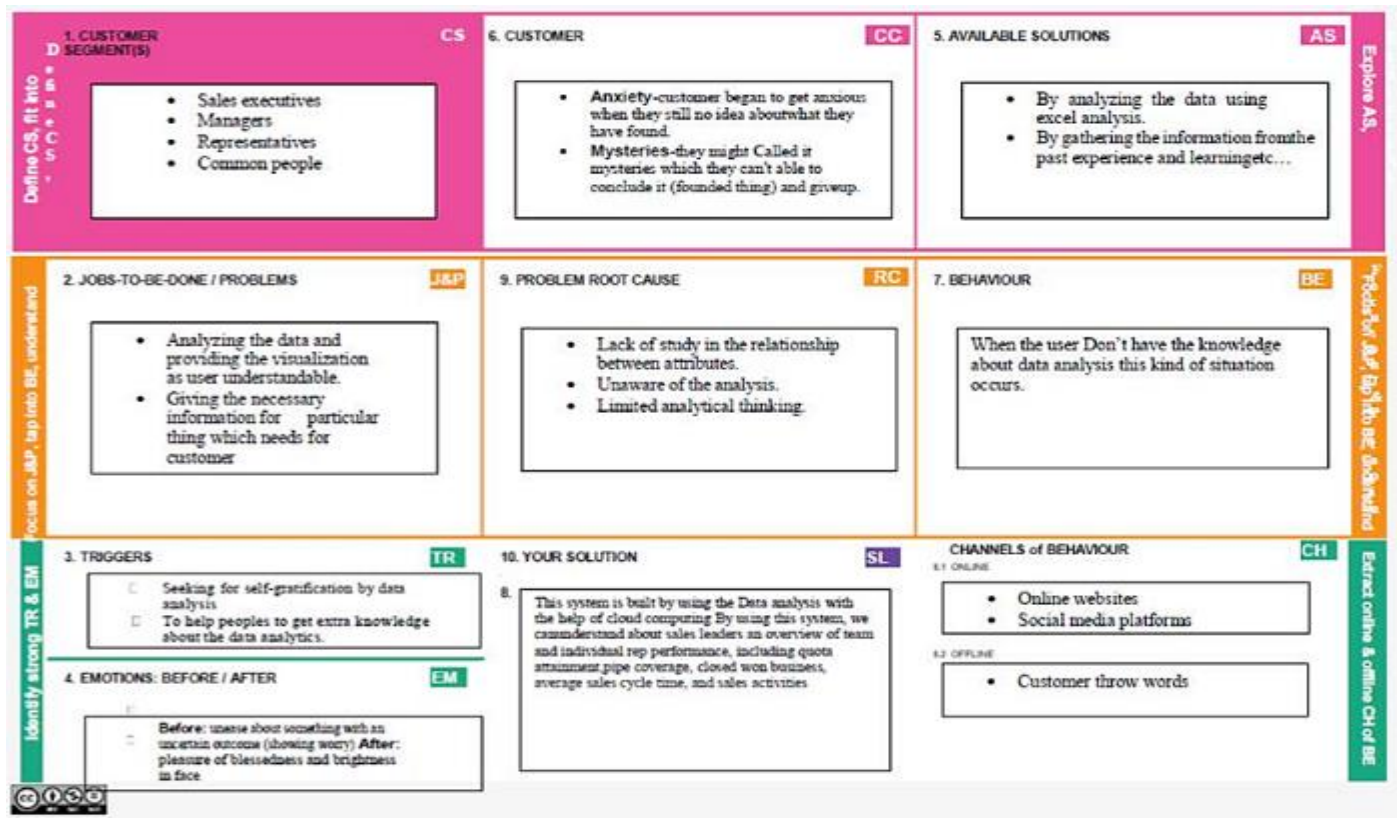 1. CUSTOMER
SEGMENT(S)
CS
Define CS, fit into
Define CS,
Sales executives
Managers
Representatives
Common people
6. CUSTOMER
CC
Anxiety-customer began to get anxious
when they still no idea aboutwhat they
have found.
Mysteries-they might Called it
mysteries which they can't able to
conclude it (founded thing) and giveup.
5. AVAILABLE SOLUTIONS
AS
By analyzing the data using
excel analysis.
By gathering the information fromthe
past experience and learningetc…
Explore AS,
Focus on J&P, tap into BE, understand
2. JOBS-TO-BE-DONE / PROBLEMS
J&P
Analyzing the data and
providing the visualization
as user understandable.
Giving the necessary
information for particular
thing which needs for
customer
9. PROBLEM ROOT CAUSE
RC
Lack of study in the relationship
between attributes.
Unaware of the analysis.
Limited analytical thinking.
7. BEHAVIOUR
BE
When the user Don't have the knowledge
about data analysis this kind of situation
occurs.
Identify strong TR & EM
3. TRIGGERS
TR
Seeking for self-gratification by data
analysis
To help peoples to get extra knowledge
about the data analytics.
4. EMOTIONS: BEFORE / AFTER
EM
Before: unease about something with an
uncertain outcome (showing worry) After:
pleasure of blessedness and brightness
in face
10. YOUR SOLUTION
SL
8.
This system is built by using the Data analysis with
the help of cloud computing By using this system, we
canunderstand about sales leaders an overview of team
and individual rep performance, including quota
attainment,pipe coverage, closed won business,
average sales cycle time, and sales activities
CHANNELS of BEHAVIOUR
CH
8.1 ONLINE
Online websites
Social media platforms
8.2 OFFLINE
Customer throw words
Extract online & offline CH of BE
cc